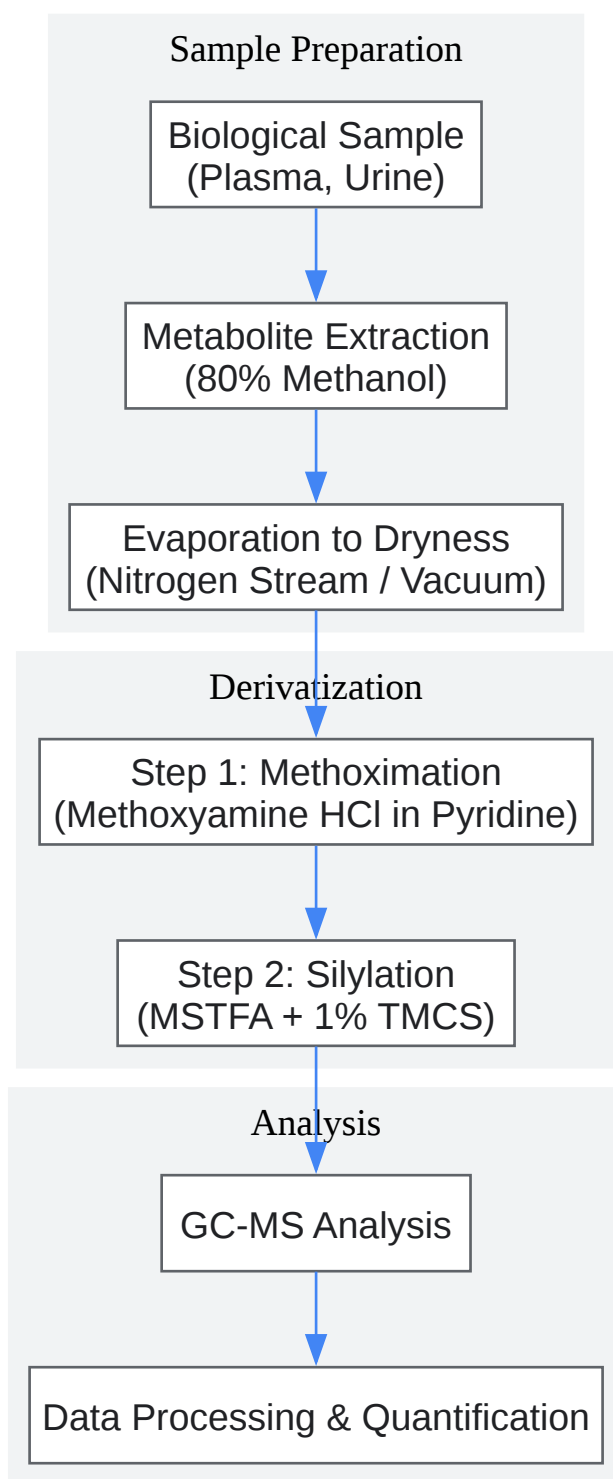 Sample Preparation
Biological Sample
(Plasma, Urine)
Metabolite Extraction
(80% Methanol)
Evaporation to Dryness
(Nitrogen Stream / Vacuum)
Derivatization
Step 1: Methoximation
(Methoxyamine HCl in Pyridine)
Step 2: Silylation
(MSTFA + 1% TMCS)
Analysis
GC-MS Analysis
Data Processing & Quantification